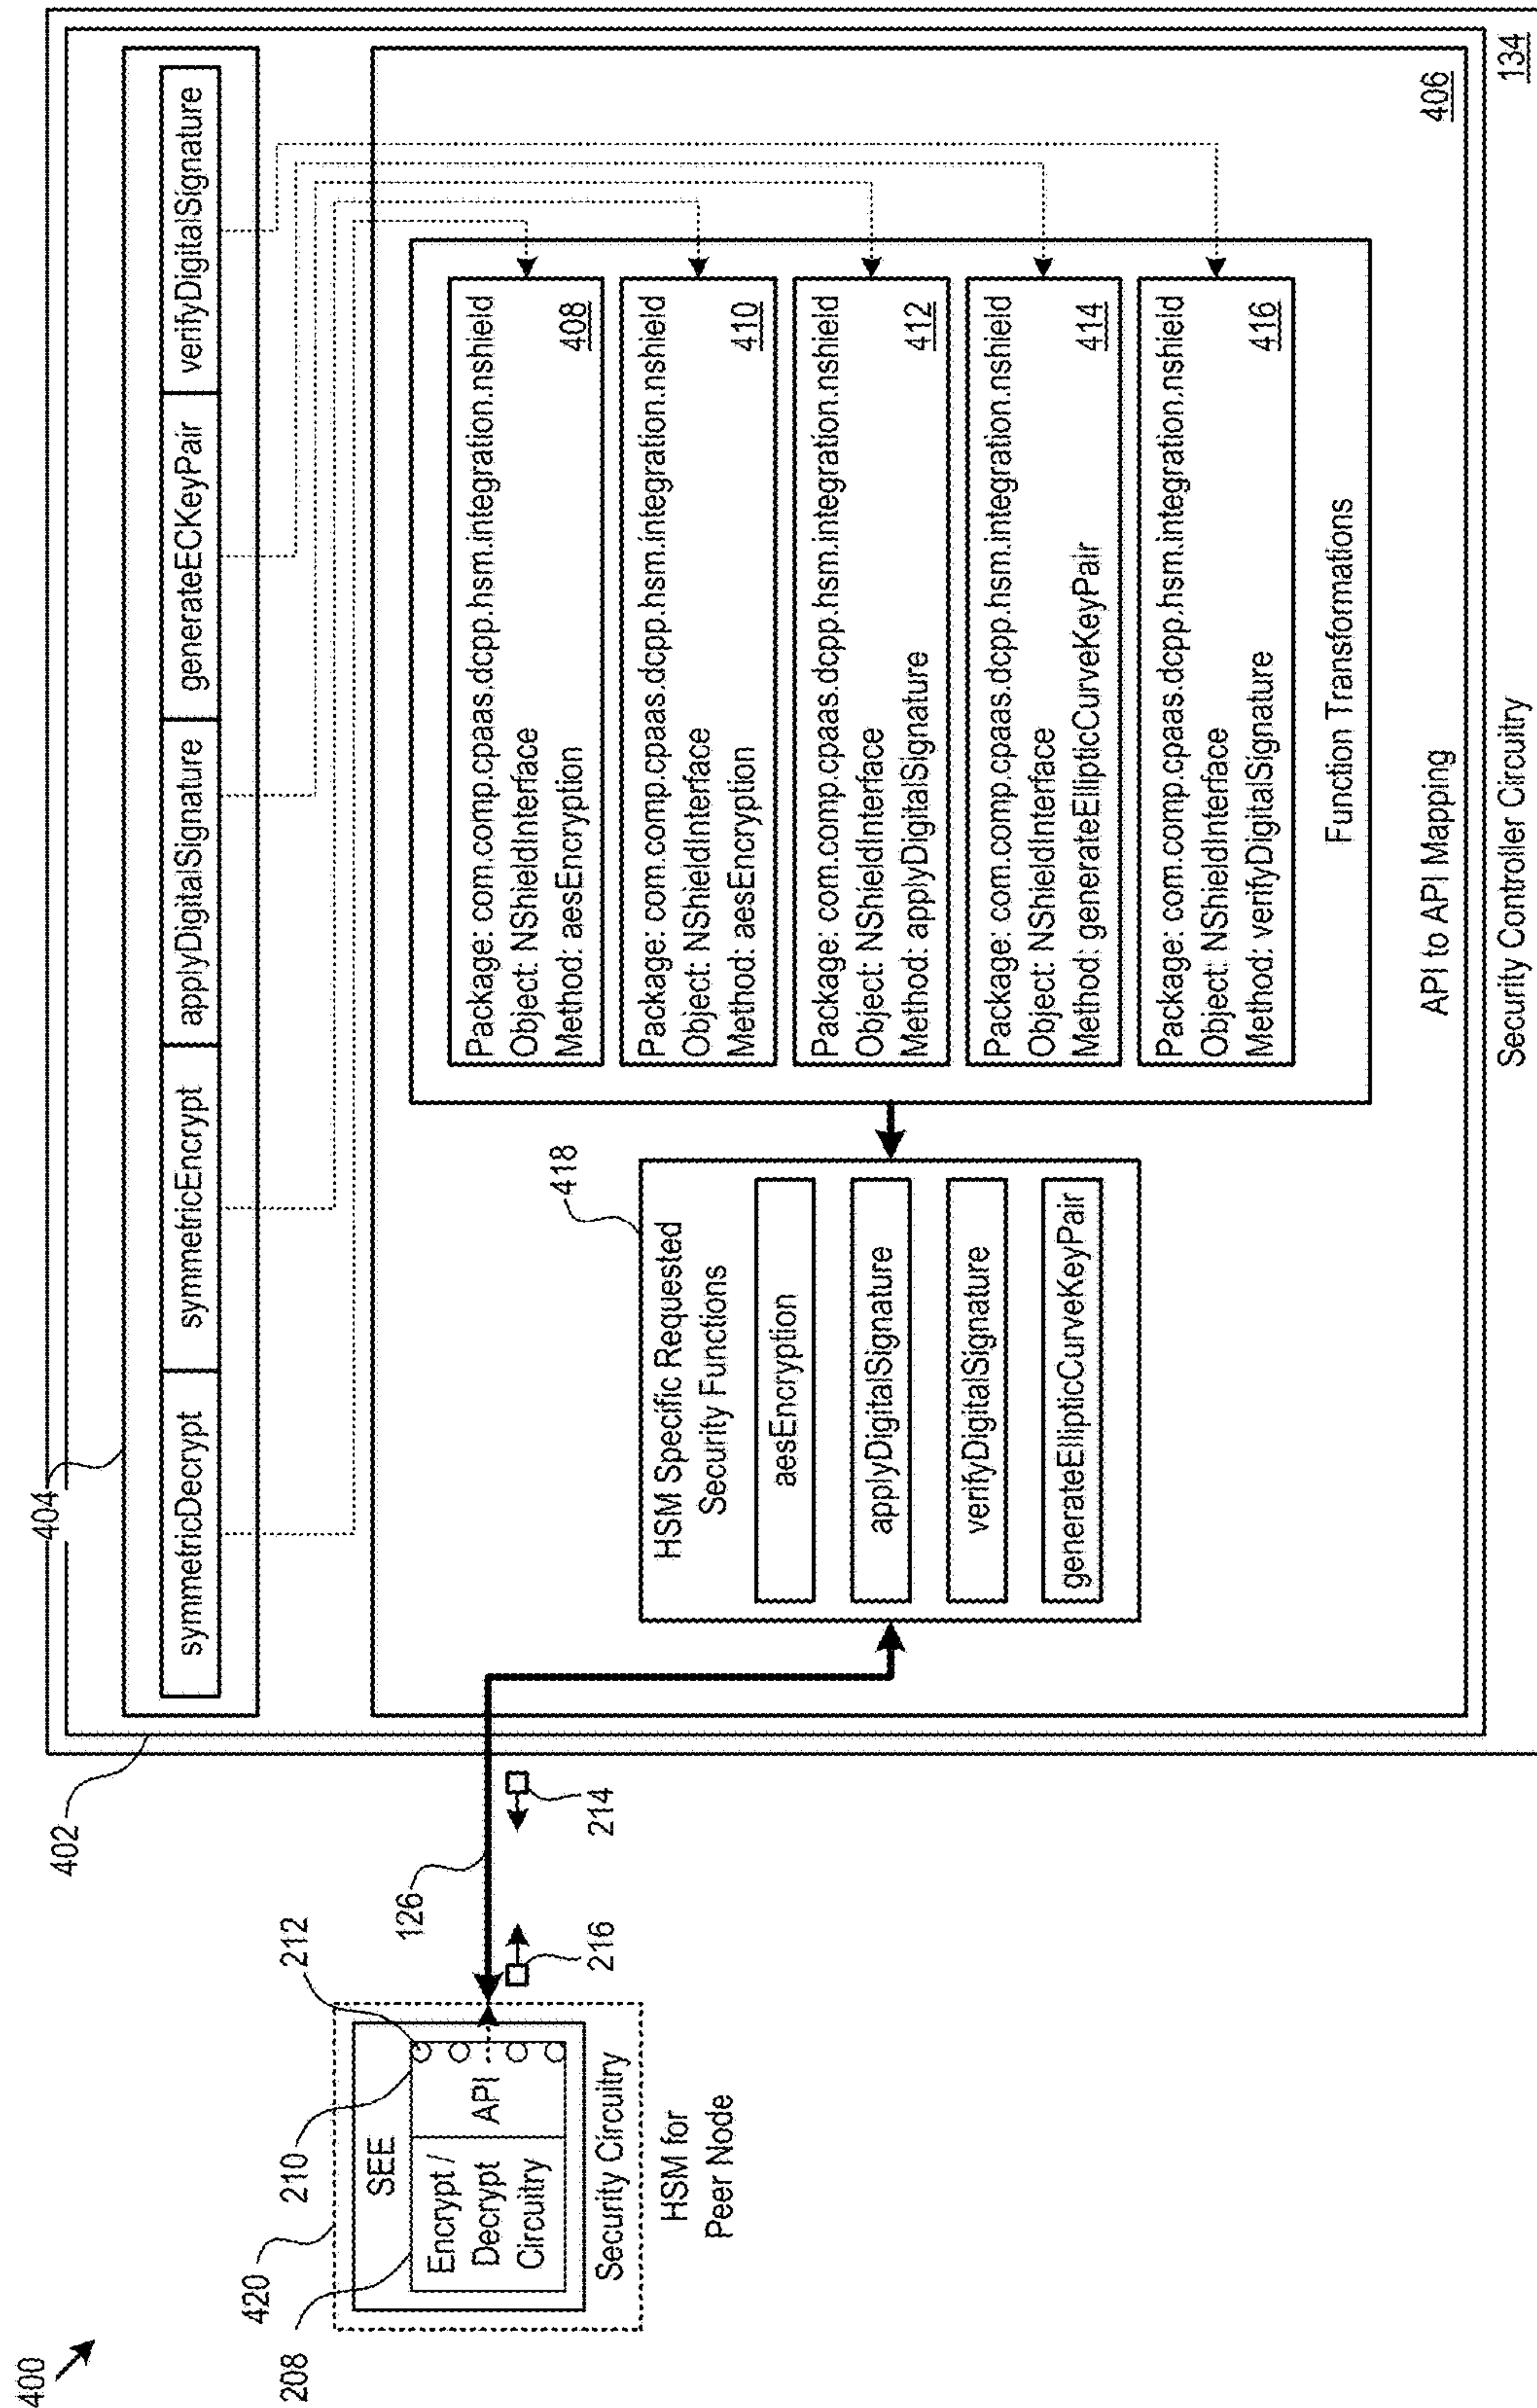 400
402
404
symmetricDecrypt
symmetricEncrypt
applyDigitalSignature
generateECKeyPair
verifyDigitalSignature
420
208
210
212
SEE
Encrypt /
Decrypt
Circuitry
API
Security Circuitry
HSM for
Peer Node
126
216
214
418
HSM Specific Requested
Security Functions
aesEncryption
applyDigitalSignature
verifyDigitalSignature
generateEllipticCurveKeyPair
Package: com.comp.cpaas.dcpp.hsm.integration.nshield
Object: NShieldInterface
Method: aesEncryption
408
Package: com.comp.cpaas.dcpp.hsm.integration.nshield
Object: NShieldInterface
Method: aesEncryption
410
Package: com.comp.cpaas.dcpp.hsm.integration.nshield
Object: NShieldInterface
Method: applyDigitalSignature
412
Package: com.comp.cpaas.dcpp.hsm.integration.nshield
Object: NShieldInterface
Method: generateEllipticCurveKeyPair
414
Package: com.comp.cpaas.dcpp.hsm.integration.nshield
Object: NShieldInterface
Method: verifyDigitalSignature
416
Function Transformations
API to API Mapping
406
Security Controller Circuitry
134